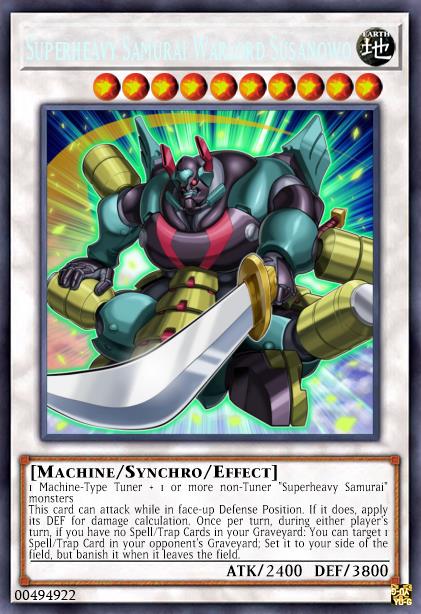 Superheavy Samurai Warlord Susanowo
EARTH
地
[Machine/Synchro/Effect]
1 Machine-Type Tuner + 1 or more non-Tuner "Superheavy Samurai"
monsters
This card can attack while in face-up Defense Position. If it does, apply
its DEF for damage calculation. Once per turn, during either player's
turn, if you have no Spell/Trap Cards in your Graveyard: You can target 1
Spell/Trap Card in your opponent's Graveyard; Set it to your side of the
field, but banish it when it leaves the field.
ATK/2400 DEF/3800
00494922